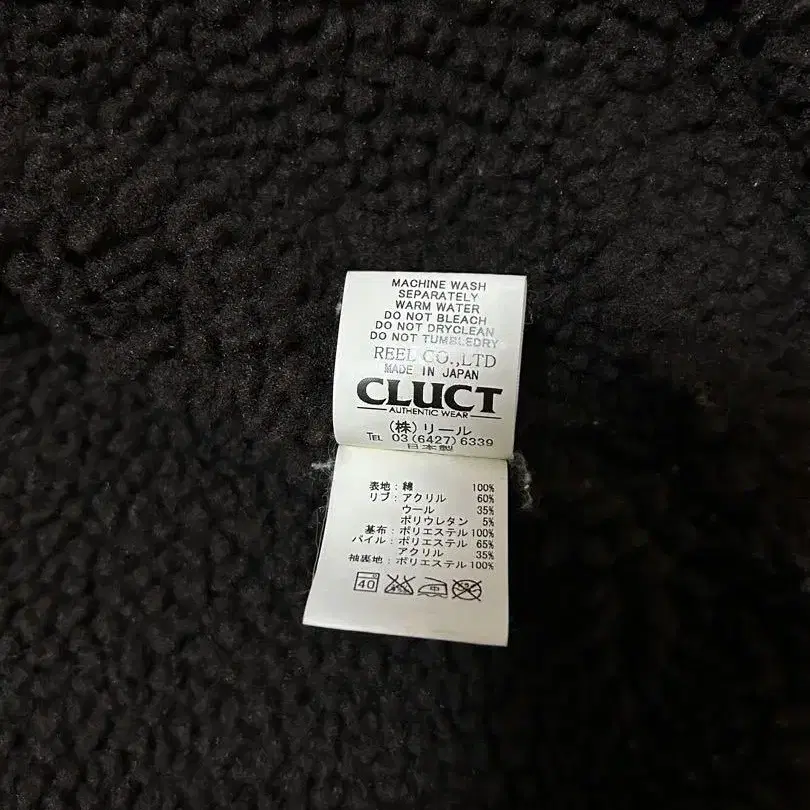 MACHINE WASH
SEPARATELY
WARM WATER
DO NOT BLEACH
DO NOT DRYCLEAN
DO NOT TUMBLEDRY
REEL CO.,LTD
MADE IN JAPAN
CLUCT
AUTHENTIC WEAR
(株)リール
TEL 03(6427)6339
日本製
表地:綿 100%
リブ:アクリル 60%
ウール 35%
ポリウレタン 5%
基布:ポリエステル100%
パイル:ポリエステル 65%
アクリル 35%
袖裏地:ポリエステル 100%
40 中